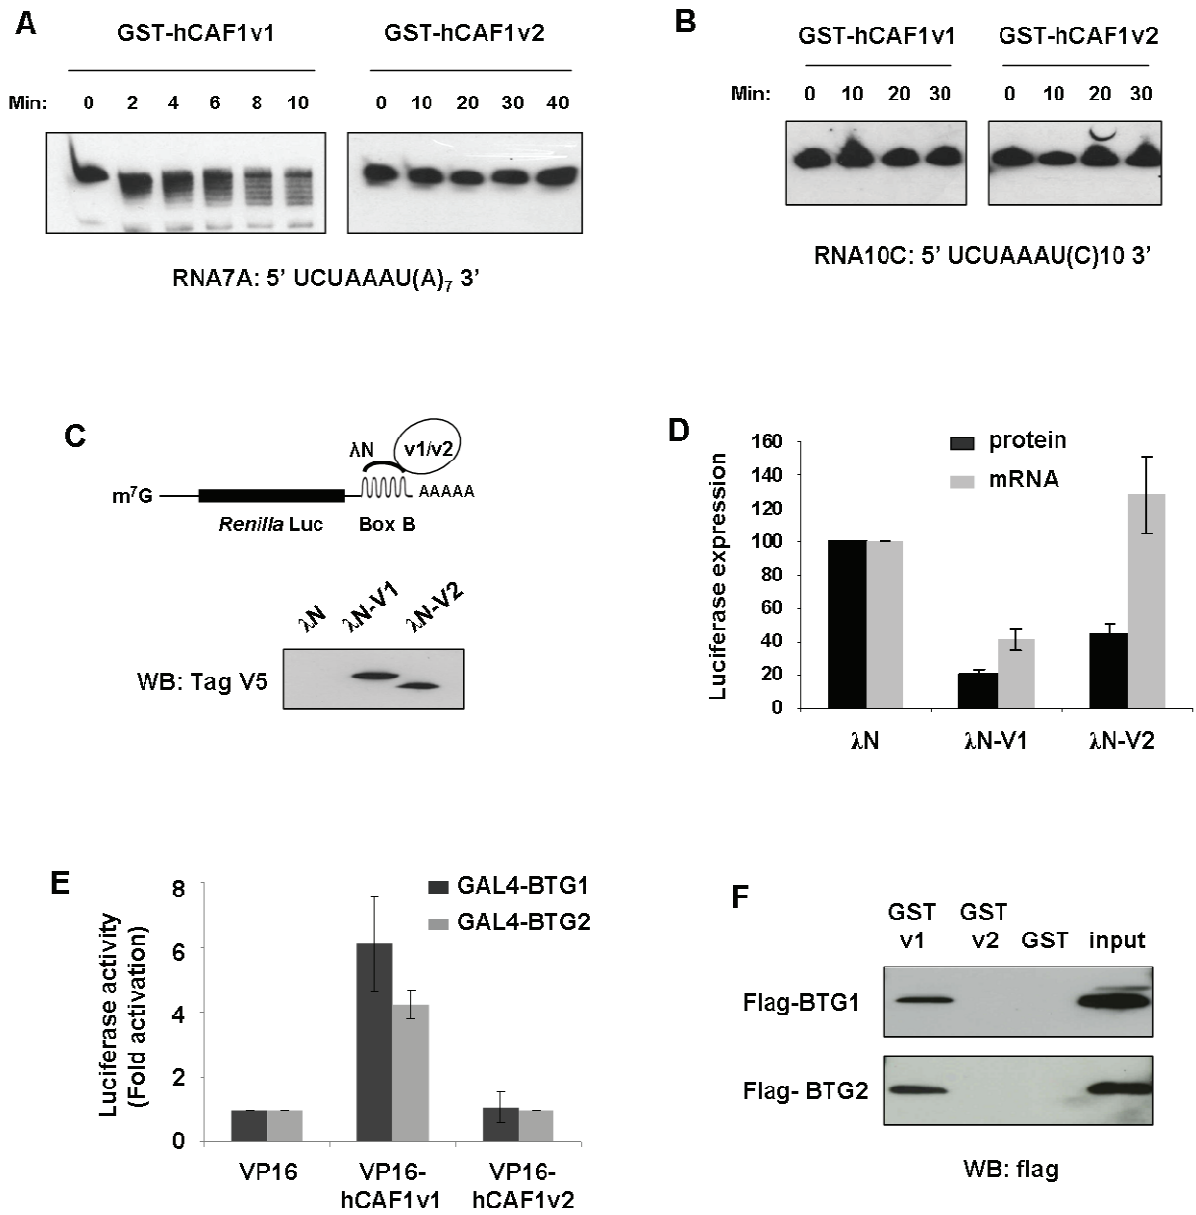 A
GST-hCAF1v1
GST-hCAF1v2
Min: 0 2 4 6 8 10
0 10 20 30 40
RNA7A: 5’ UCUAAAU(A)7 3’
B
GST-hCAF1v1
GST-hCAF1v2
Min: 0 10 20 30
0 10 20 30
RNA10C: 5’ UCUAAAU(C)10 3’
C
λN
v1/v2
m7G
AAAAA
Renilla Luc
Box B
λN
λN-V1
λN-V2
WB: Tag V5
D
protein
mRNA
Luciferase expression
160
140
120
100
80
60
40
20
0
λN
λN-V1
λN-V2
E
GAL4-BTG1
GAL4-BTG2
Luciferase activity
(Fold activation)
8
6
4
2
0
VP16
VP16-
hCAF1v1
VP16-
hCAF1v2
F
GST
v1
GST
v2
GST
input
Flag-BTG1
Flag- BTG2
WB: flag